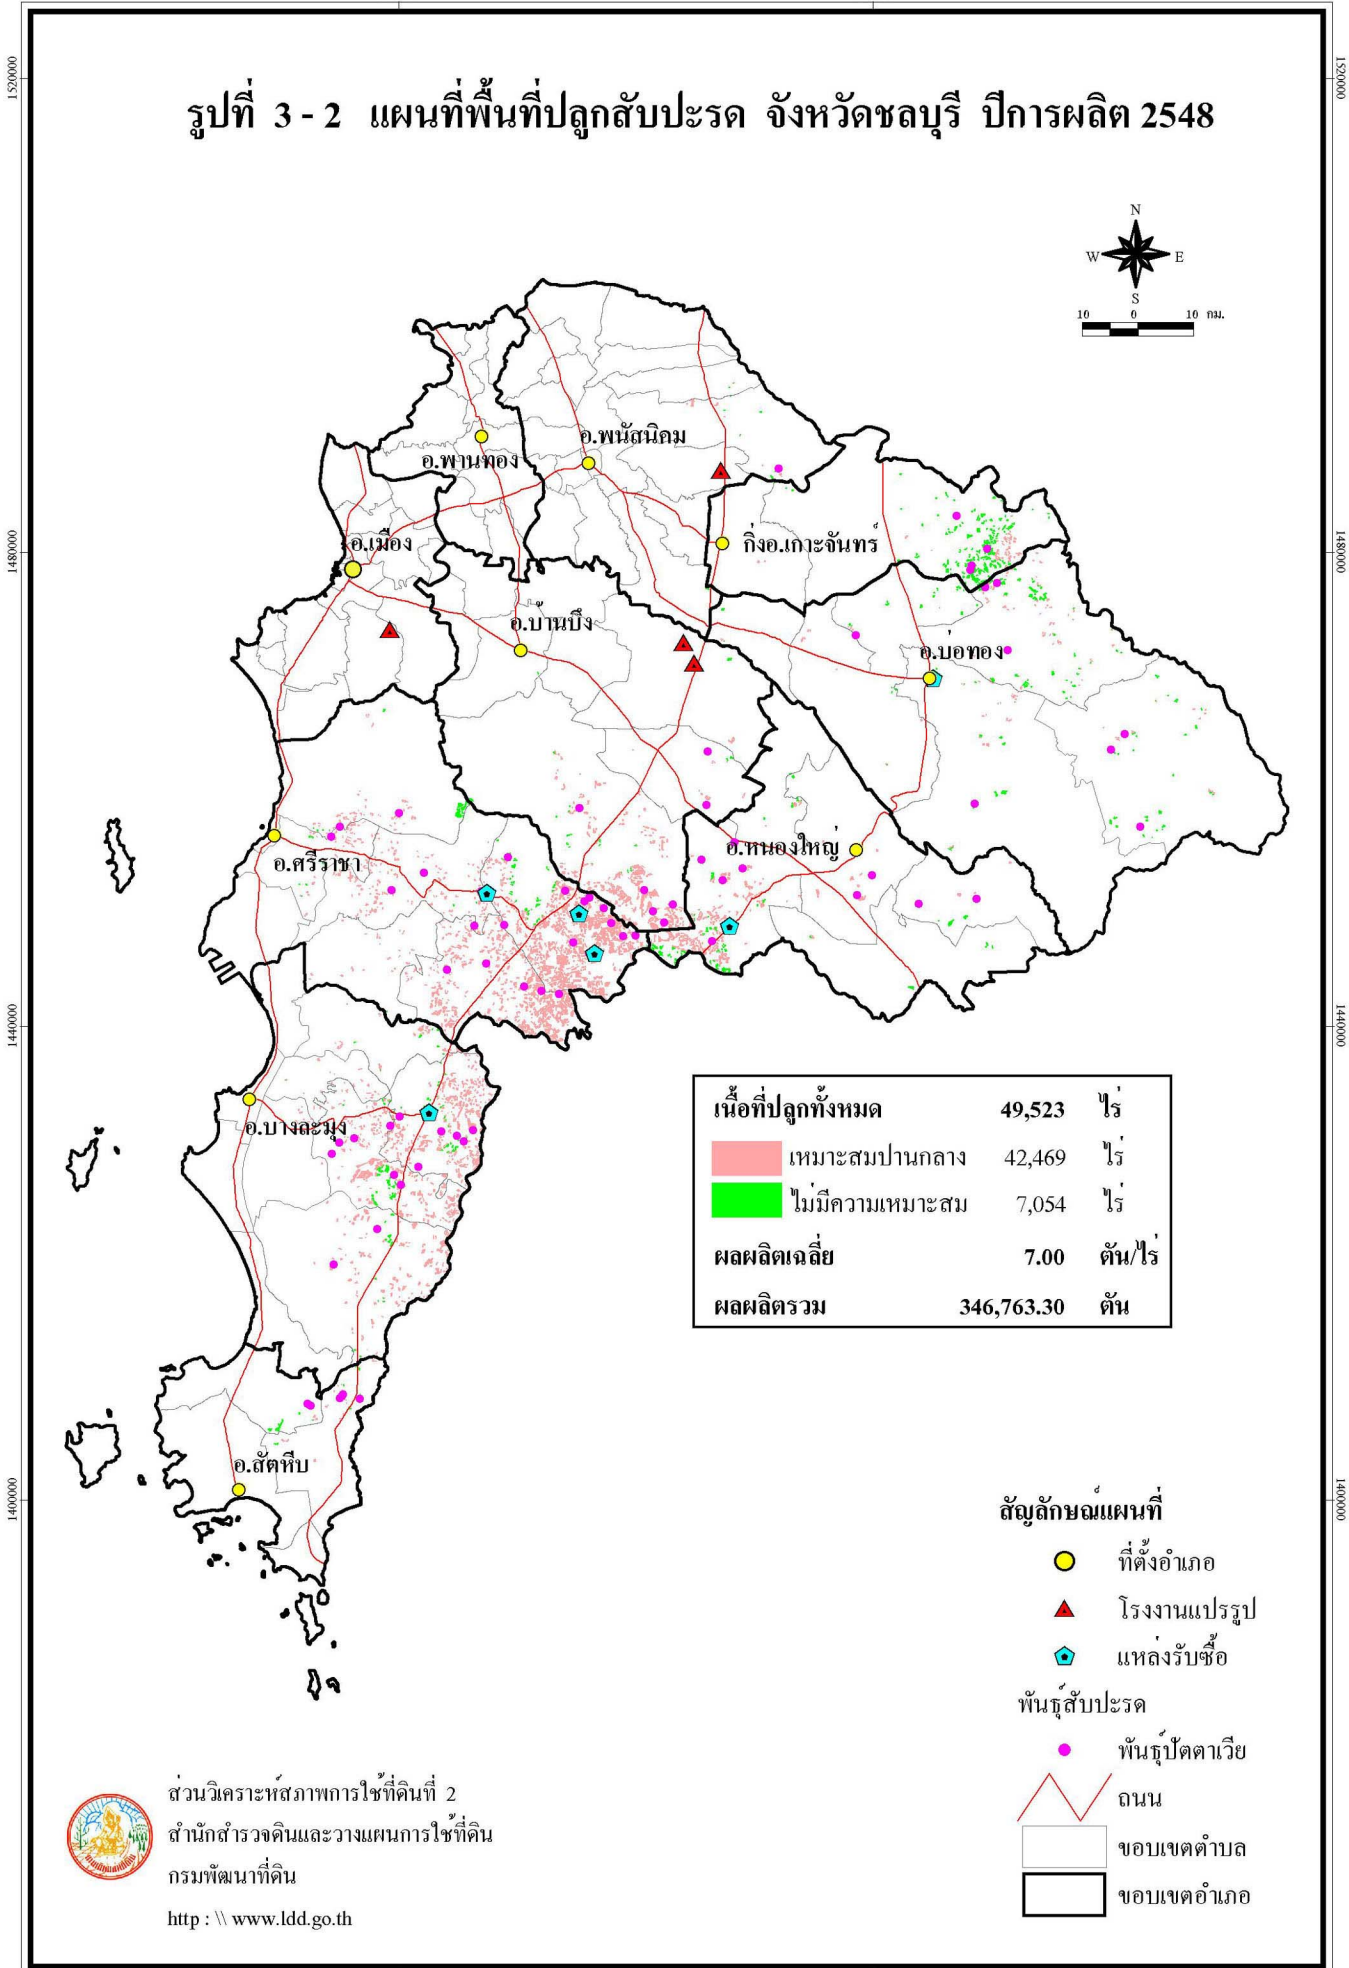 รูปที่ 3 - 2 แผนที่พื้นที่ปลูกสับปะรด จังหวัดชลบุรี ปีการผลิต 2548
1520000
1520000
N
W
E
S
10 0 10 กม.
อ.พนัสนิคม
อ.พานทอง
1480000
อ.เมือง
กิ่งอ.เกาะจันทร์
1480000
อ.บ้านบึง
อ.บ่อทอง
อ.ศรีราชา
อ.หนองใหญ่
1440000
1440000
อ.บางละมุง
เนื้อที่ปลูกทั้งหมด 49,523 ไร่
เหมาะสมปานกลาง 42,469 ไร่
ไม่มีความเหมาะสม 7,054 ไร่
ผลผลิตเฉลี่ย 7.00 ตัน/ไร่
ผลผลิตรวม 346,763.30 ตัน
อ.สัตหีบ
1400000
1400000
สัญลักษณ์แผนที่
ที่ตั้งอำเภอ
โรงงานแปรรูป
แหล่งรับซื้อ
พันธุ์สับปะรด
พันธุ์ปัตตาเวีย
ถนน
ขอบเขตตำบล
ขอบเขตอำเภอ
ส่วนวิเคราะห์สภาพการใช้ที่ดินที่ 2
สำนักสำรวจดินและวางแผนการใช้ที่ดิน
กรมพัฒนาที่ดิน
http : \\ www.ldd.go.th